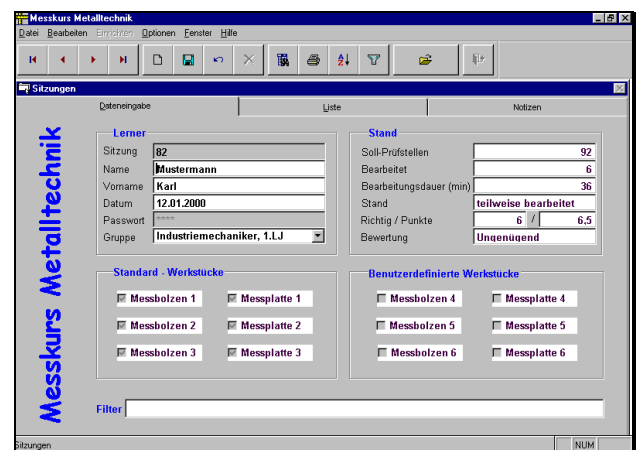 Messkurs Metalltechnik
Datei Bearbeiten Einrichten Optionen Fenster Hilfe
Sitzungen
Dateneingabe Liste Notizen
Messkurs Metalltechnik
Lerner
Sitzung 82
Name Mustermann
Vorname Karl
Datum 12.01.2000
Passwort ****
Gruppe Industriemechaniker, 1.LJ
Stand
Soll-Prüfstellen 92
Bearbeitet 6
Bearbeitungsdauer (min) 36
Stand teilweise bearbeitet
Richtig / Punkte 6 / 6,5
Bewertung Ungenügend
Standard - Werkstücke
Messbolzen 1 Messplatte 1
Messbolzen 2 Messplatte 2
Messbolzen 3 Messplatte 3
Benutzerdefinierte Werkstücke
Messbolzen 4 Messplatte 4
Messbolzen 5 Messplatte 5
Messbolzen 6 Messplatte 6
Filter
Sitzungen NUM